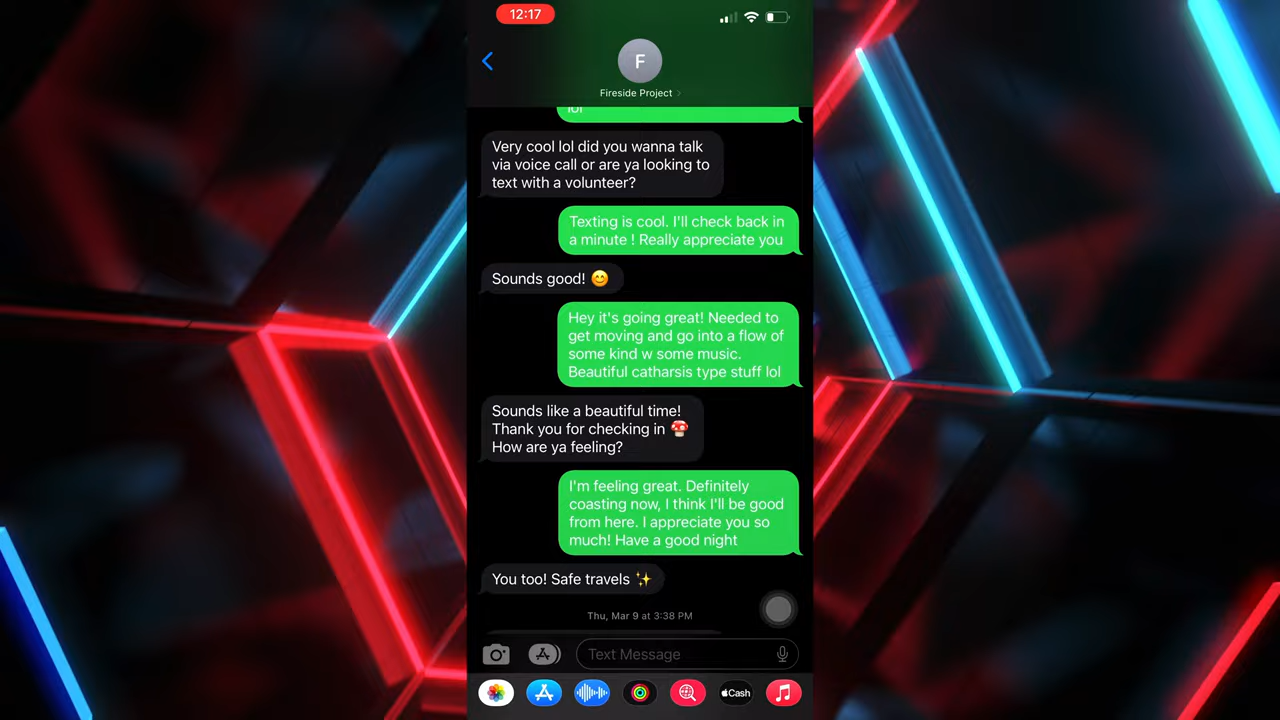 12:17
F
Fireside Project
lol
Very cool lol did you wanna talk
via voice call or are ya looking to
text with a volunteer?
Texting is cool. I'll check back in
a minute ! Really appreciate you
Sounds good! 😊
Hey it's going great! Needed to
get moving and go into a flow of
some kind w some music.
Beautiful catharsis type stuff lol
Sounds like a beautiful time!
Thank you for checking in 🍄
How are ya feeling?
I'm feeling great. Definitely
coasting now, I think I'll be good
from here. I appreciate you so
much! Have a good night
You too! Safe travels ✨
Thu, Mar 9 at 3:38 PM
Text Message
Cash